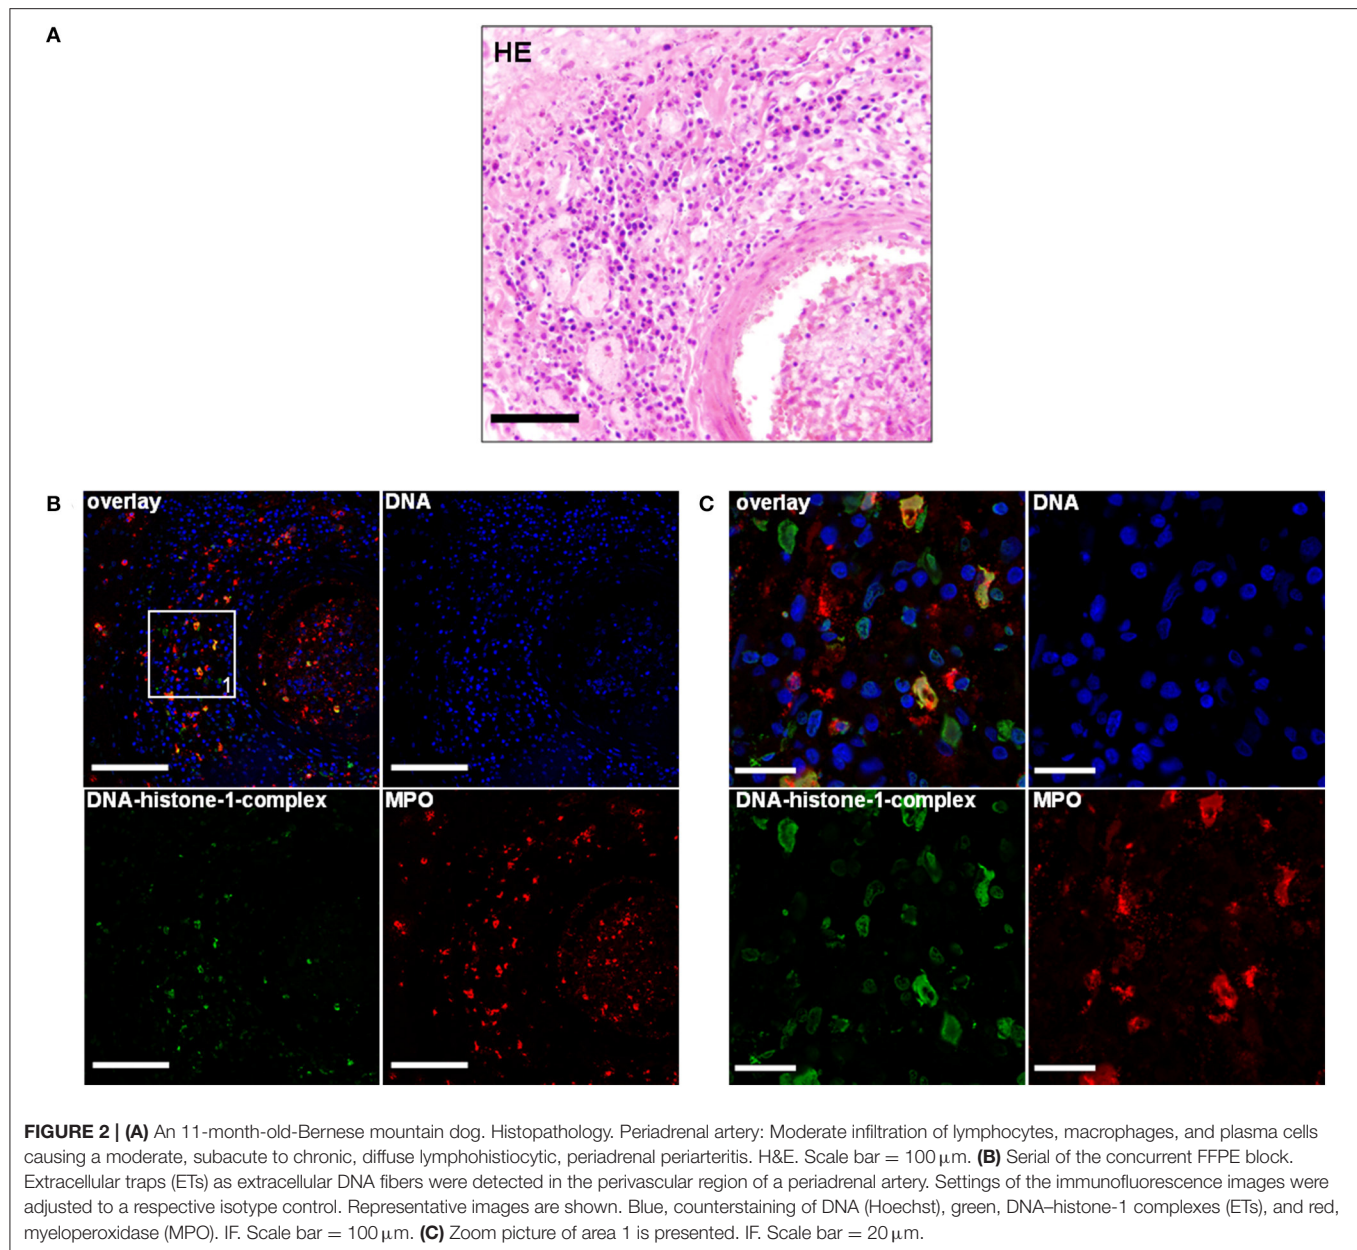 A
HE
B
overlay
DNA
1
DNA-histone-1-complex
MPO
C
overlay
DNA
DNA-histone-1-complex
MPO
FIGURE 2 | (A) An 11-month-old-Bernese mountain dog. Histopathology. Periadrenal artery: Moderate infiltration of lymphocytes, macrophages, and plasma cells
causing a moderate, subacute to chronic, diffuse lymphohistiocytic, periadrenal periarteritis. H&E. Scale bar = 100 μm. (B) Serial of the concurrent FFPE block.
Extracellular traps (ETs) as extracellular DNA fibers were detected in the perivascular region of a periadrenal artery. Settings of the immunofluorescence images were
adjusted to a respective isotype control. Representative images are shown. Blue, counterstaining of DNA (Hoechst), green, DNA–histone-1 complexes (ETs), and red,
myeloperoxidase (MPO). IF. Scale bar = 100 μm. (C) Zoom picture of area 1 is presented. IF. Scale bar = 20 μm.